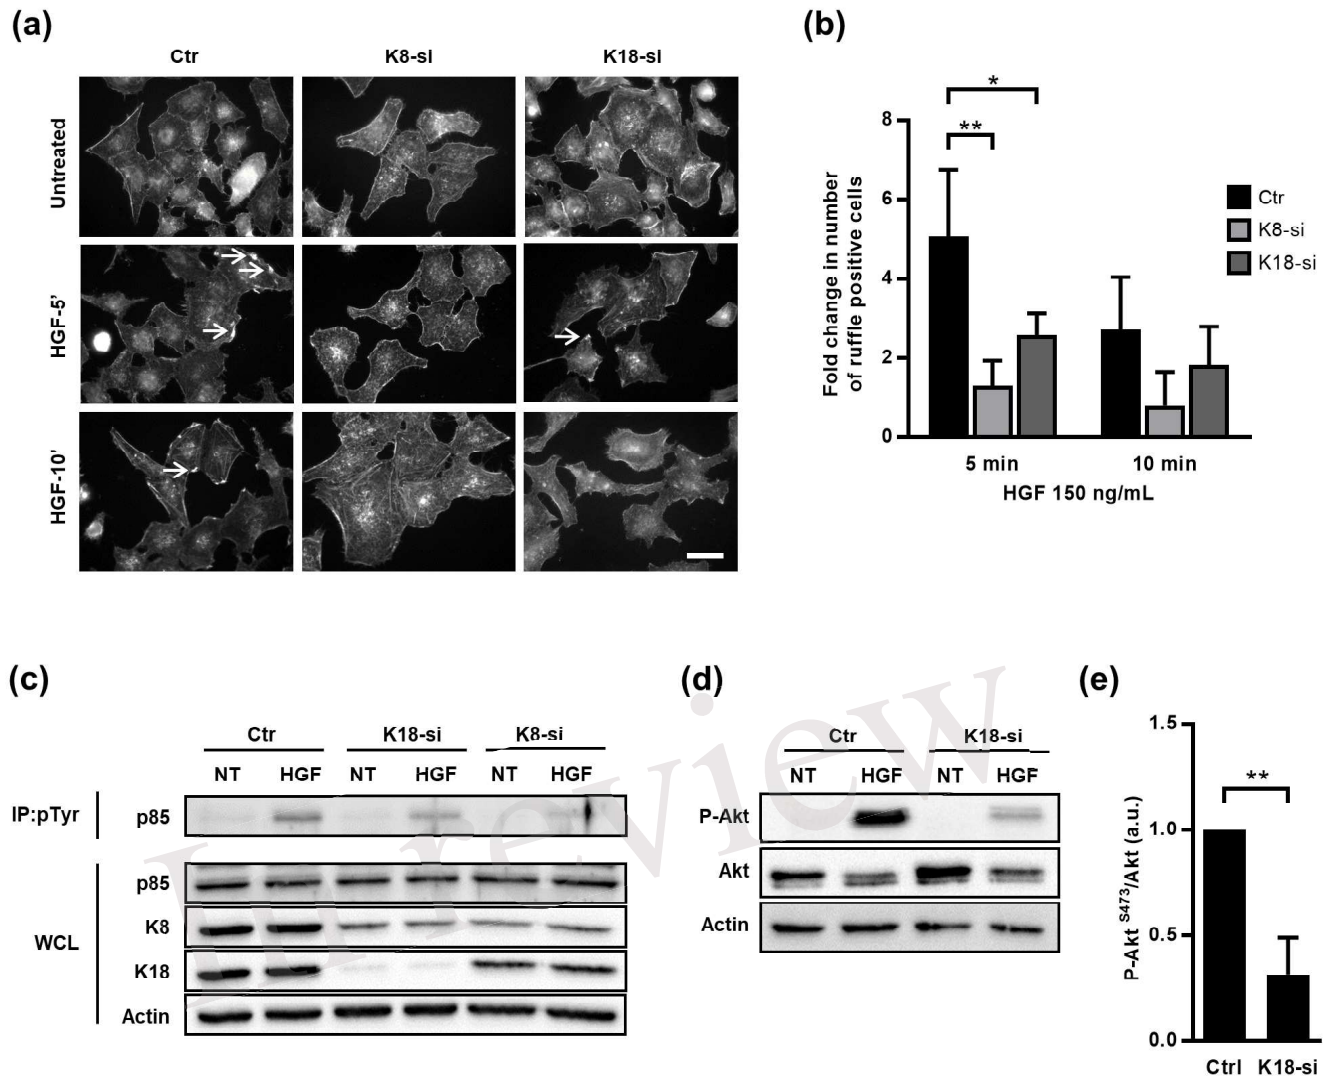 (a)
Ctr K8-si K18-si
Untreated
HGF-5'
HGF-10'
(b)
* 
**
8
6
4
2
0
Fold change in number
of ruffle positive cells
5 min 10 min
HGF 150 ng/mL
Ctr
K8-si
K18-si
(c)
Ctr K18-si K8-si
NT HGF NT HGF NT HGF
IP:pTyr p85
p85
K8
WCL
K18
Actin
(d)
Ctr K18-si
NT HGF NT HGF
P-Akt
Akt
Actin
(e)
**
1.5
1.0
0.5
0.0
P-Akt S473/Akt (a.u.)
Ctrl K18-si
In review